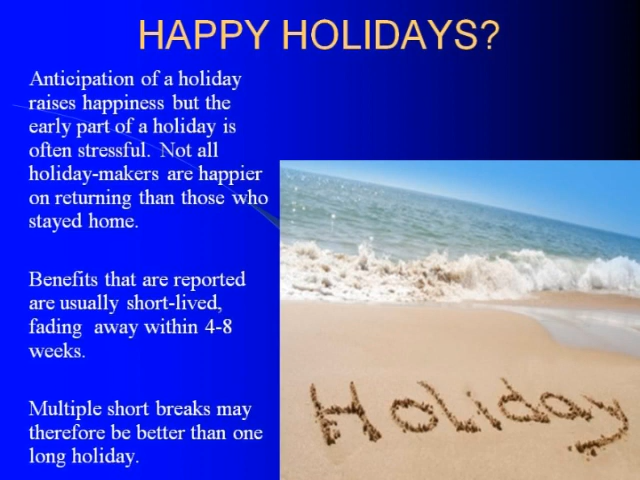 HAPPY HOLIDAYS?
Anticipation of a holiday
raises happiness but the
early part of a holiday is
often stressful. Not all
holiday-makers are happier
on returning than those who
stayed home.
Benefits that are reported
are usually short-lived,
fading away within 4-8
weeks.
Multiple short breaks may
therefore be better than one
long holiday.
Holiday